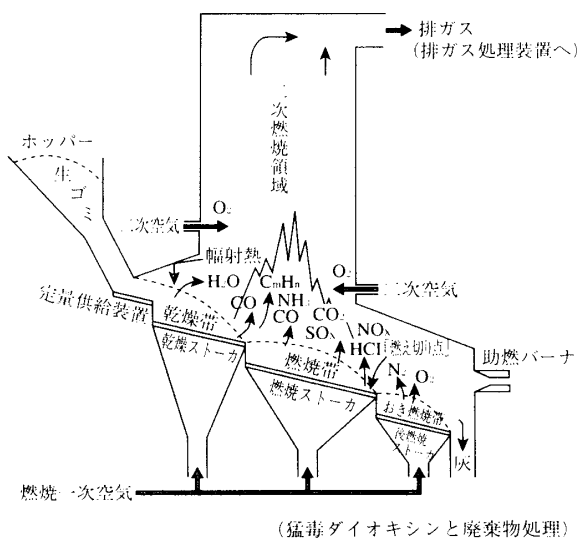 排ガス
(排ガス処理装置へ)
二次燃焼領域
ホッパー
生ゴミ
二次空気
O₂
輻射熱
H₂O
CₘHₙ
CO
NH₃
CO
CO₂
SOₓ
O₂
二次空気
NOₓ
HCl
「燃え切り点」
N₂
O₂
助燃バーナ
定量供給装置
乾燥帯
乾燥ストーカ
燃焼帯
燃焼ストーカ
おき燃焼帯
後燃焼
ストーカ
灰
燃焼一次空気
(猛毒ダイオキシンと廃棄物処理)